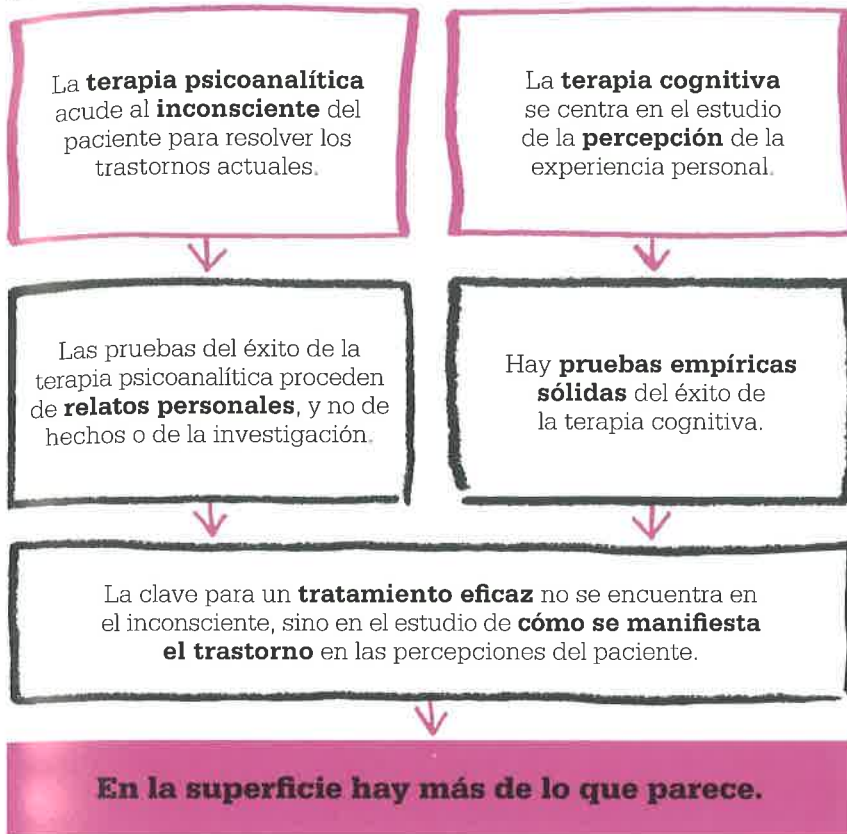 La terapia psicoanalítica
acude al inconsciente del
paciente para resolver los
trastornos actuales.
La terapia cognitiva
se centra en el estudio
de la percepción de la
experiencia personal.
Las pruebas del éxito de la
terapia psicoanalítica proceden
de relatos personales, y no de
hechos o de la investigación.
Hay pruebas empíricas
sólidas del éxito de
la terapia cognitiva.
La clave para un tratamiento eficaz no se encuentra en
el inconsciente, sino en el estudio de cómo se manifiesta
el trastorno en las percepciones del paciente.
En la superficie hay más de lo que parece.